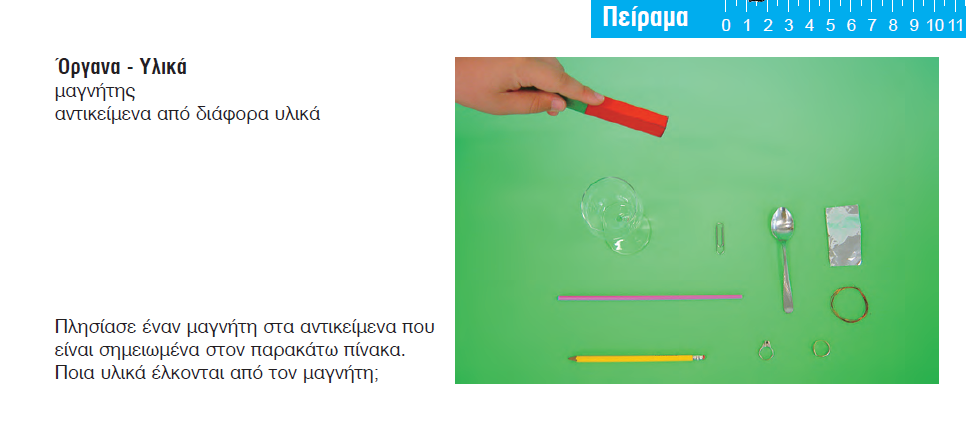 Πείραμα
0 1 2 3 4 5 6 7 8 9 10 11
Όργανα - Υλικά
μαγνήτης
αντικείμενα από διάφορα υλικά
Πλησίασε έναν μαγνήτη στα αντικείμενα που
είναι σημειωμένα στον παρακάτω πίνακα.
Ποια υλικά έλκονται από τον μαγνήτη;